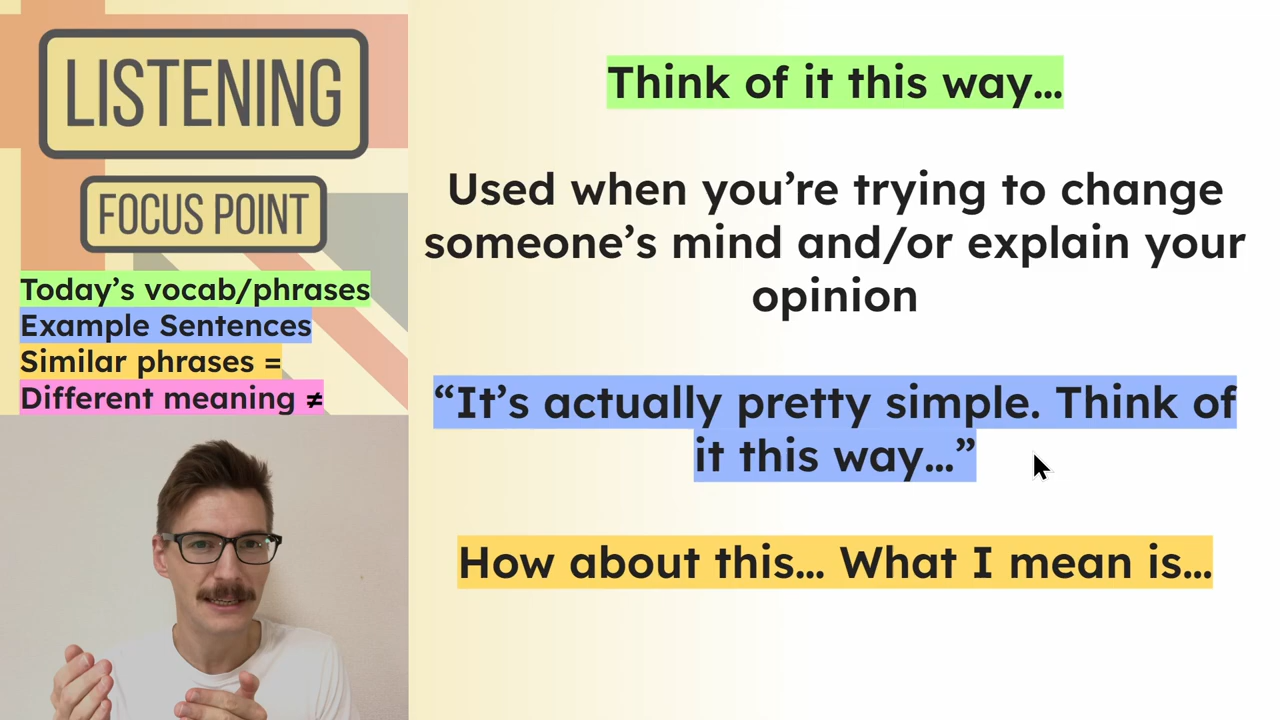 LISTENING
FOCUS POINT
Today’s vocab/phrases
Example Sentences
Similar phrases =
Different meaning ≠
Think of it this way…
Used when you’re trying to change
someone’s mind and/or explain your
opinion
“It’s actually pretty simple. Think of
it this way…”
How about this… What I mean is…